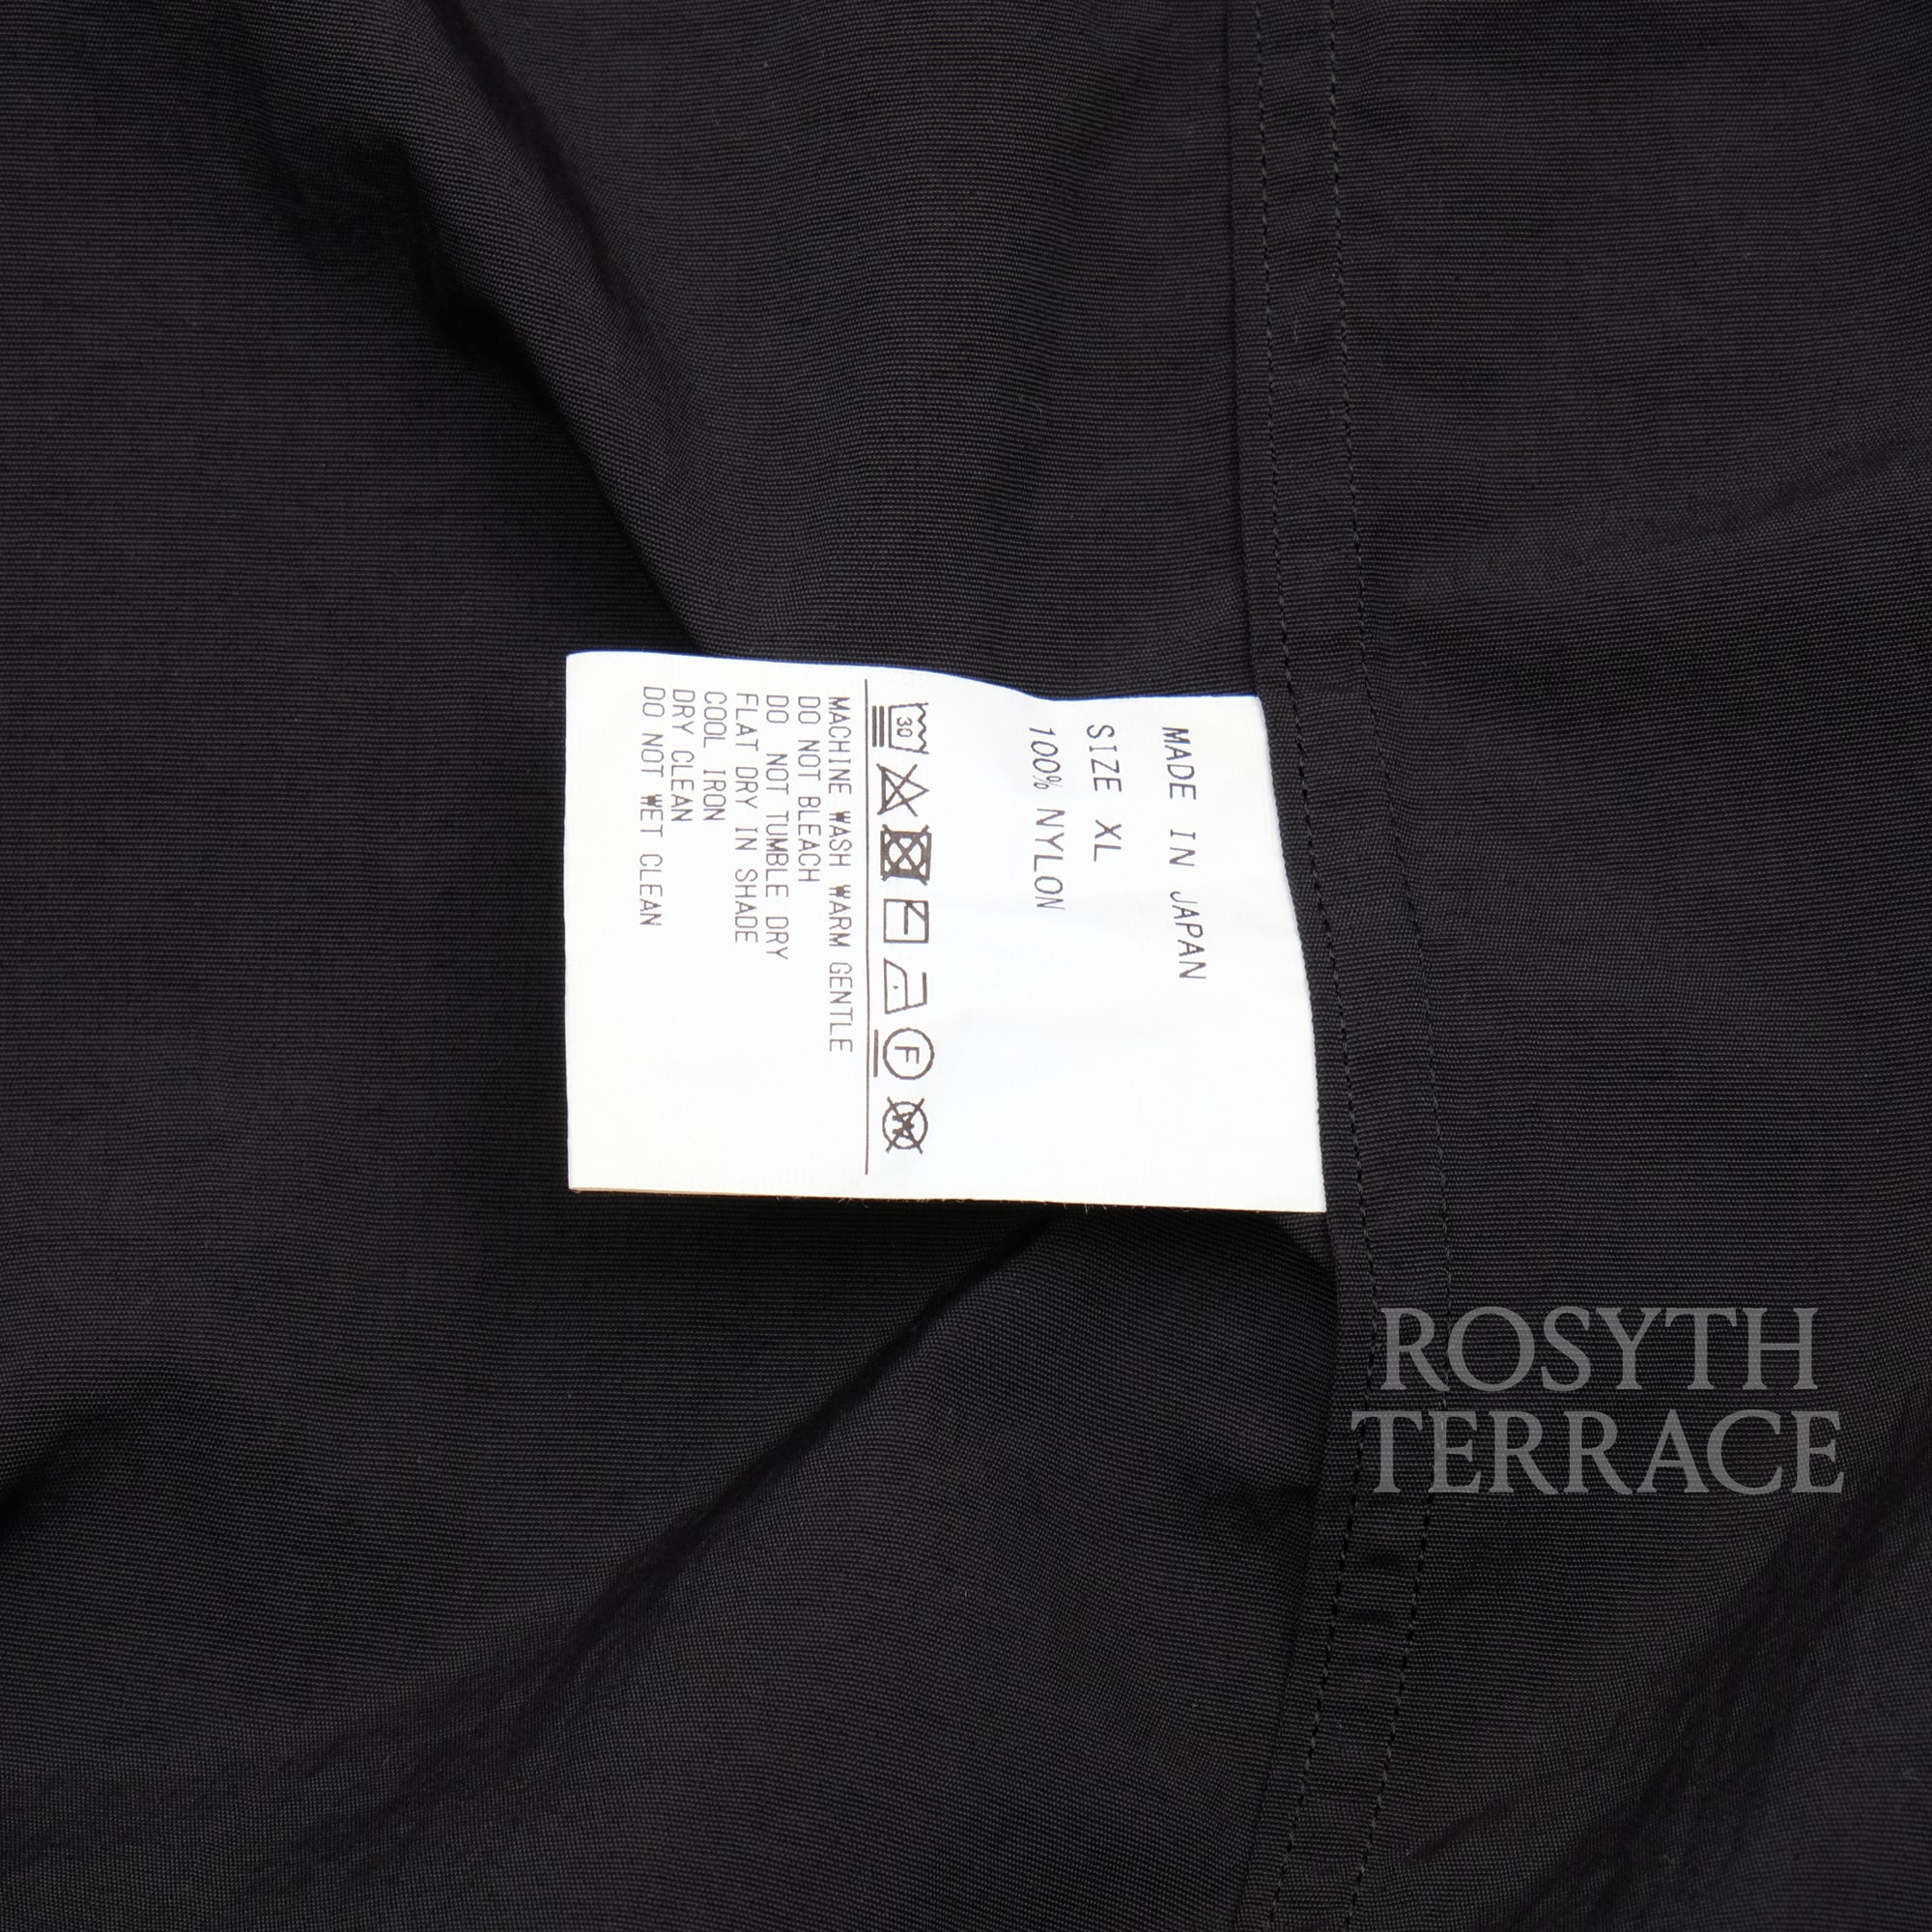 MADE IN JAPAN
SIZE XL
100% NYLON
30
F
W
MACHINE WASH WARM GENTLE
DO NOT BLEACH
DO NOT TUMBLE DRY
FLAT DRY IN SHADE
COOL IRON
DRY CLEAN
DO NOT WET CLEAN
ROSYTH
TERRACE